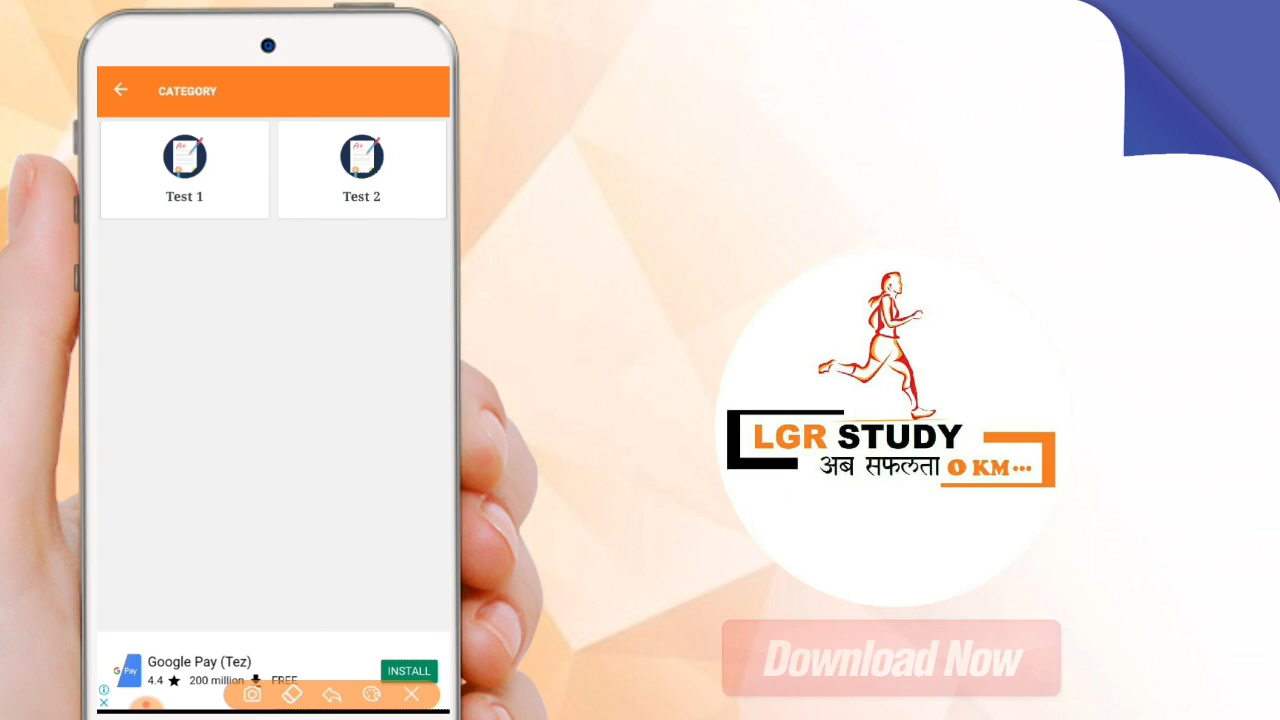 CATEGORY
Test 1
Test 2
Google Pay (Tez)
4.4 ★ 200 million FREE
INSTALL
G Pay
LGR STUDY
अब सफलता 0 KM...
Download Now